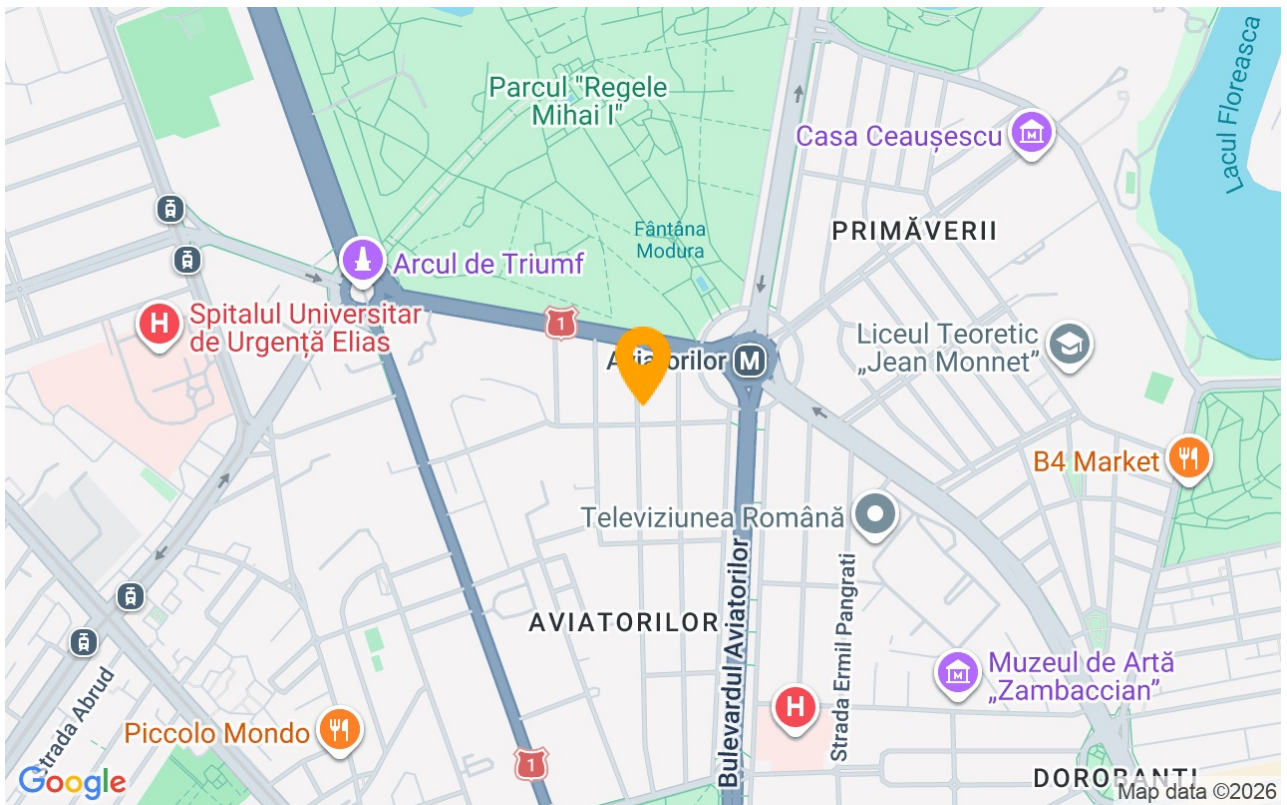 Parcul "Regele
Mihai I"
Lacul Floreasca
Casa Ceaușescu
PRIMĂVERII
Fântâna
Modura
Arcul de Triumf
H
Spitalul Universitar
de Urgență Elias
1
Aviatorilor
M
Liceul Teoretic
„Jean Monnet”
B4 Market
Televiziunea Română
AVIATORILOR
Bulevardul Aviatorilor
Strada Ermil Pangrati
Muzeul de Artă
„Zambaccian”
H
Strada Abrud
Piccolo Mondo
1
DOROBANȚI
Google
Map data ©2026